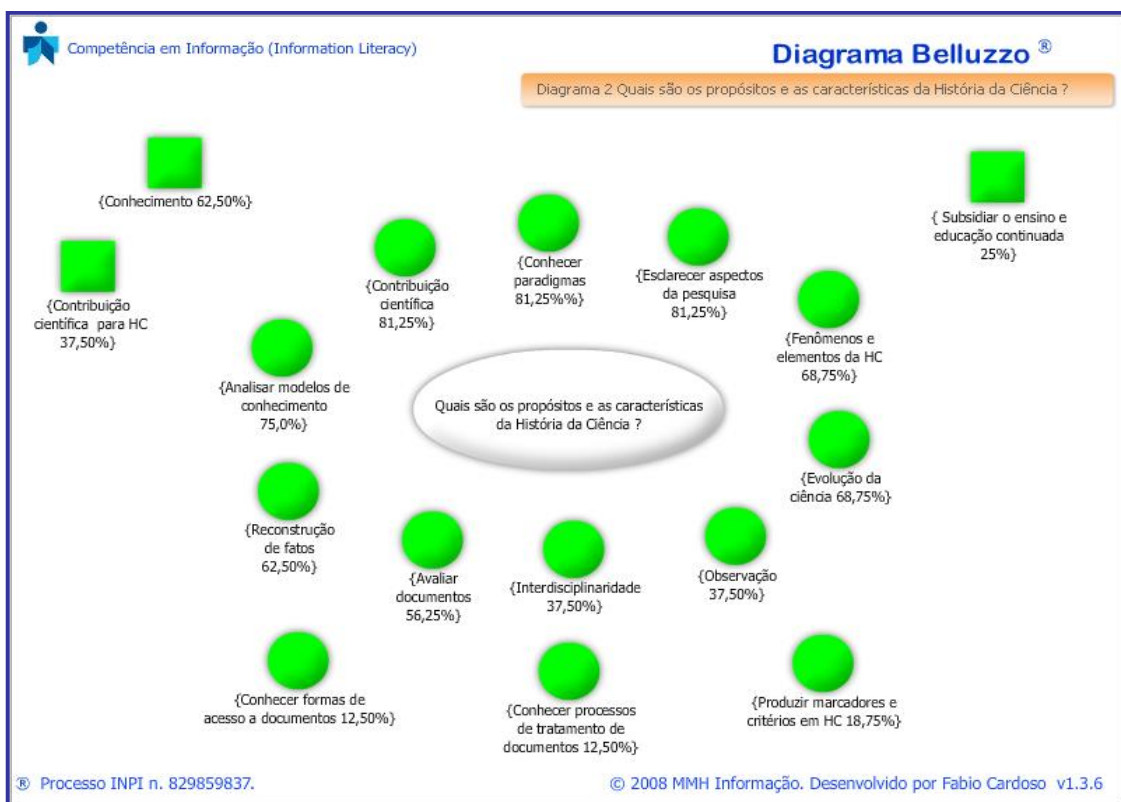 Competência em Informação (Information Literacy)
Diagrama Belluzzo ®
Diagrama 2 Quais são os propósitos e as características da História da Ciência ?
{Conhecimento 62,50%}
{ Subsidiar o ensino e
educação continuada
25%}
{Contribuição
científica para HC
37,50%}
{Contribuição
científica
81,25%}
{Conhecer
paradigmas
81,25%%}
{Esclarecer aspectos
da pesquisa
81,25%}
{Fenômenos e
elementos da HC
68,75%}
{Analisar modelos de
conhecimento
75,0%}
Quais são os propósitos e as características
da História da Ciência ?
{Evolução da
ciência 68,75%}
{Reconstrução
de fatos
62,50%}
{Avaliar
documentos
56,25%}
{Interdisciplinaridade
37,50%}
{Observação
37,50%}
{Conhecer formas de
acesso a documentos 12,50%}
{Conhecer processos
de tratamento de
documentos 12,50%}
{Produzir marcadores e
critérios em HC 18,75%}
® Processo INPI n. 829859837.
© 2008 MMH Informação. Desenvolvido por Fabio Cardoso v1.3.6